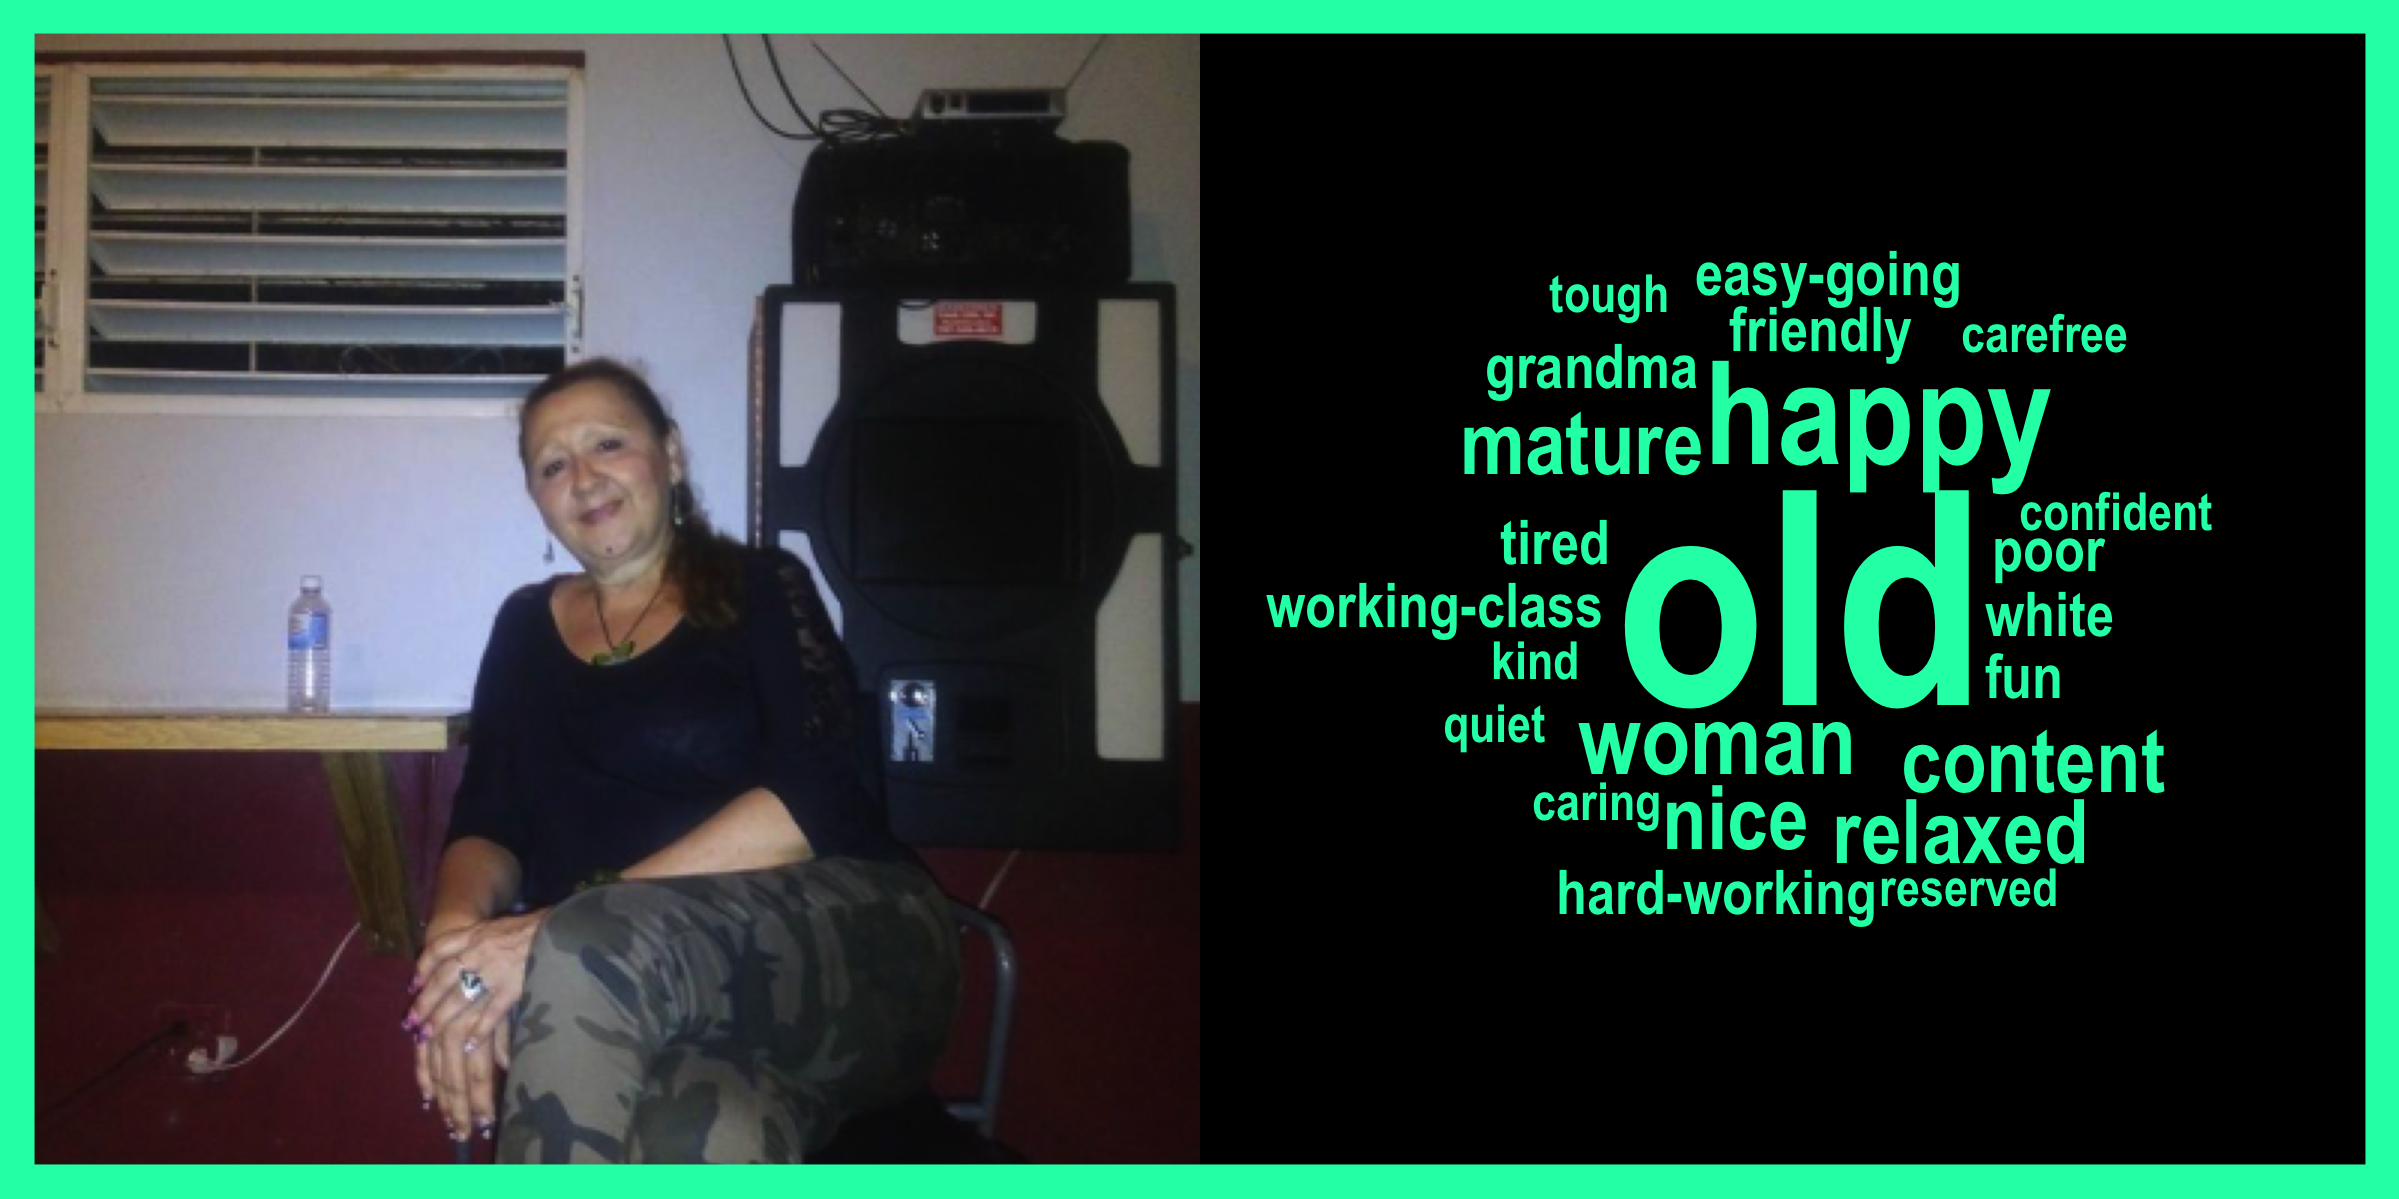 tough easy-going
friendly carefree
grandma happy
mature
old
confident
tired poor
working-class white
kind fun
quiet woman content
caring nice relaxed
hard-working reserved